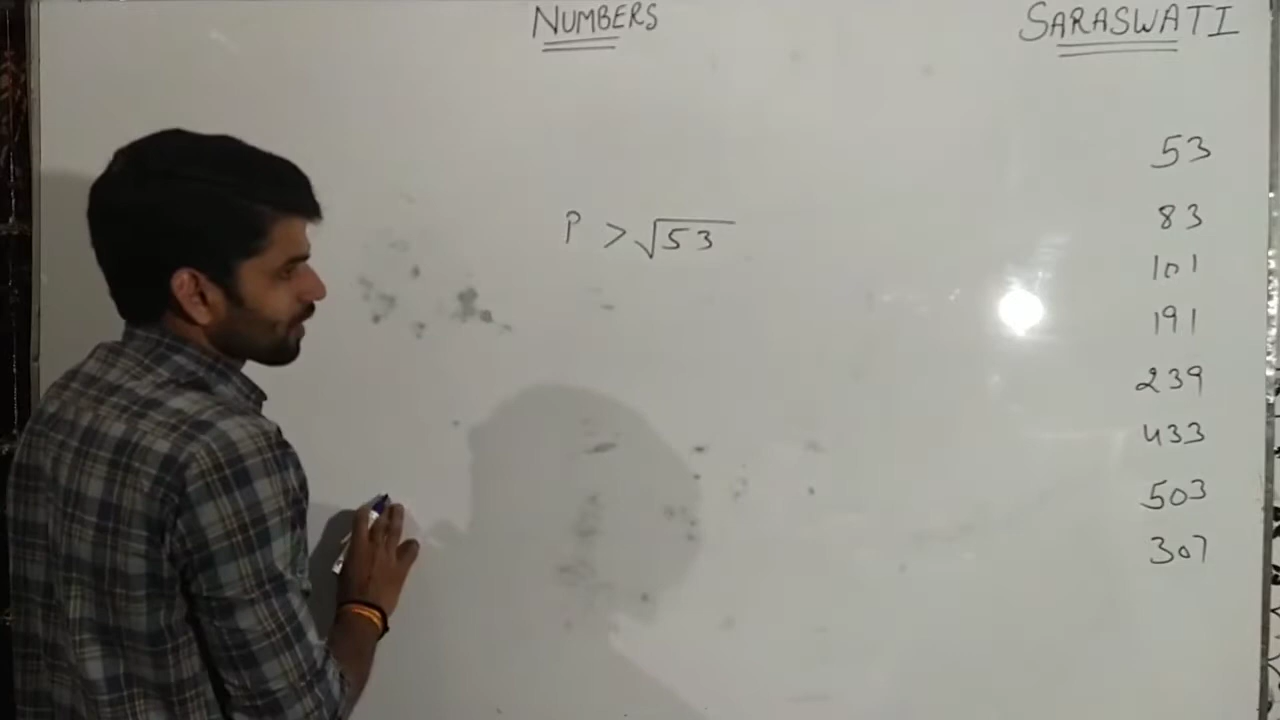 NUMBERS
SARASWATI
P > √53
53
83
101
191
239
433
503
307